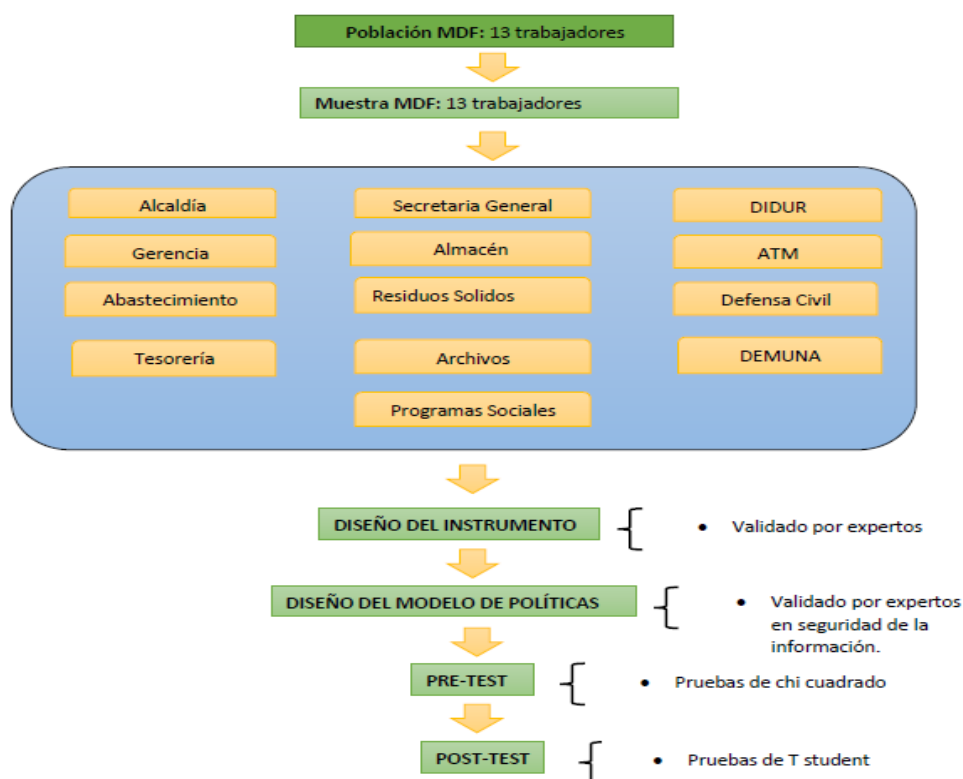 Población MDF: 13 trabajadores
Muestra MDF: 13 trabajadores
Alcaldía
Secretaria General
DIDUR
Gerencia
Almacén
ATM
Abastecimiento
Residuos Solidos
Defensa Civil
Tesorería
Archivos
DEMUNA
Programas Sociales
DISEÑO DEL INSTRUMENTO
• Validado por expertos
DISEÑO DEL MODELO DE POLÍTICAS
• Validado por expertos
en seguridad de la
información.
PRE-TEST
• Pruebas de chi cuadrado
POST-TEST
• Pruebas de T student